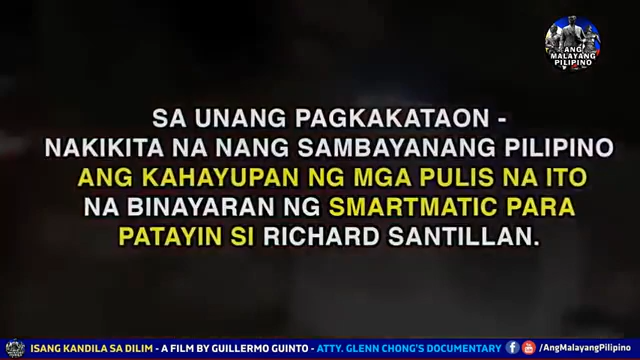 ANG
MALAYANG
PILIPINO
SA UNANG PAGKAKATAON -
NAKIKITA NA NANG SAMBAYANANG PILIPINO
ANG KAHAYUPAN NG MGA PULIS NA ITO
NA BINAYARAN NG SMARTMATIC PARA
PATAYIN SI RICHARD SANTILLAN.
ISANG KANDILA SA DILIM - A FILM BY GUILLERMO GUINTO - ATTY. GLENN CHONG'S DOCUMENTARY /AngMalayangPilipino